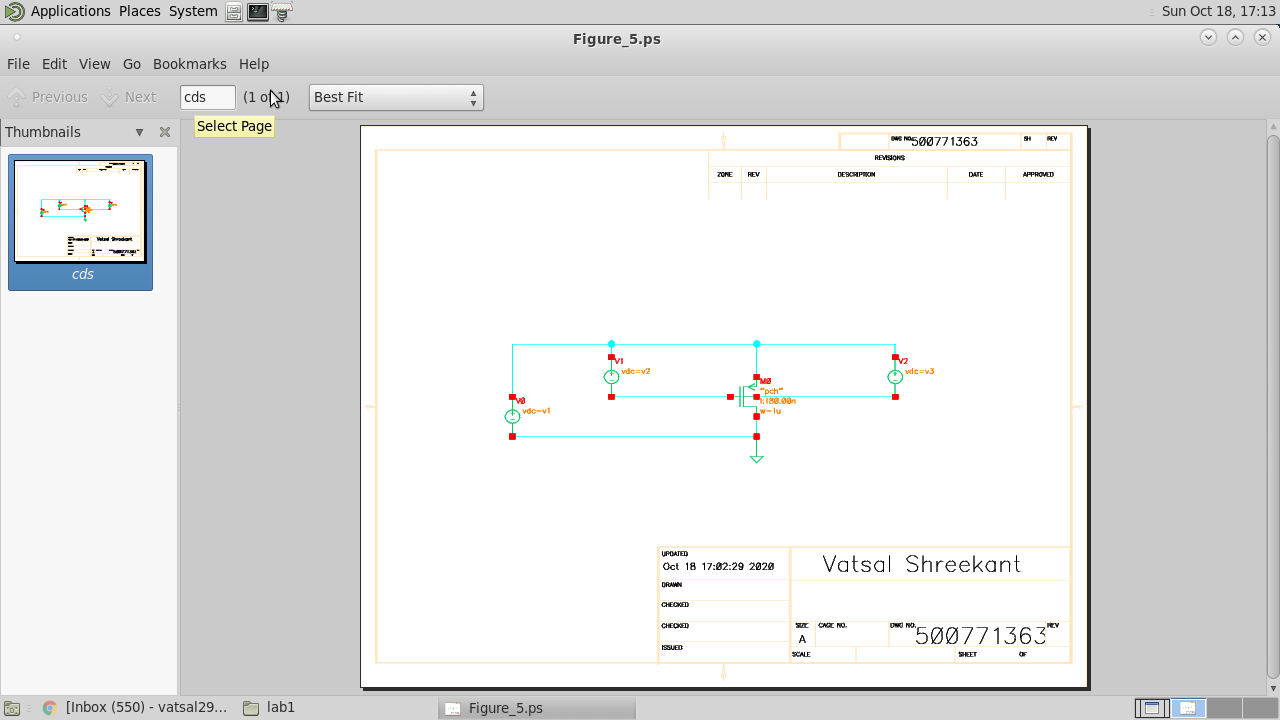 Applications Places System
Sun Oct 18, 17:13
Figure_5.ps
File Edit View Go Bookmarks Help
Previous Next cds (1 of 1) Best Fit
Select Page
Thumbnails
cds
DWG NO. 500771363 SH REV
REVISIONS
ZONE REV DESCRIPTION DATE APPROVED
V1
vdc=v2
V2
vdc=v3
M0
"pch"
l:180.00n
w-1u
V0
vdc-v1
UPDATED
Oct 18 17:02:29 2020
DRAWN
CHECKED
CHECKED
ISSUED
Vatsal Shreekant
SIZE CAGE NO. DWG NO. REV
A 500771363
SCALE SHEET OF
[Inbox (550) - vatsal29... lab1 Figure_5.ps